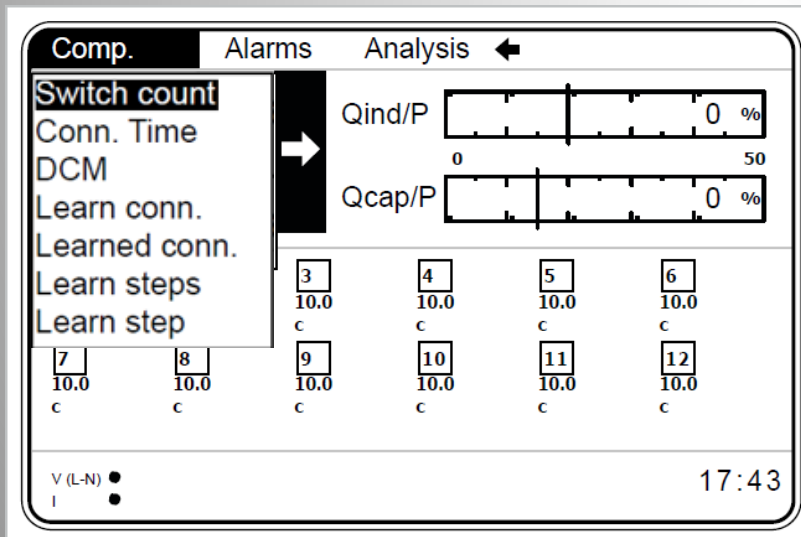 Comp. Alarms Analysis
Switch count
Conn. Time
DCM
Learn conn.
Learned conn.
Learn steps
Learn step
Qind/P 0 %
0 50
Qcap/P 0 %
3 4 5 6
10.0 10.0 10.0 10.0
c c c c
7 8 9 10 11 12
10.0 10.0 10.0 10.0 10.0 10.0
c c c c c c
V (L-N)
I
17:43